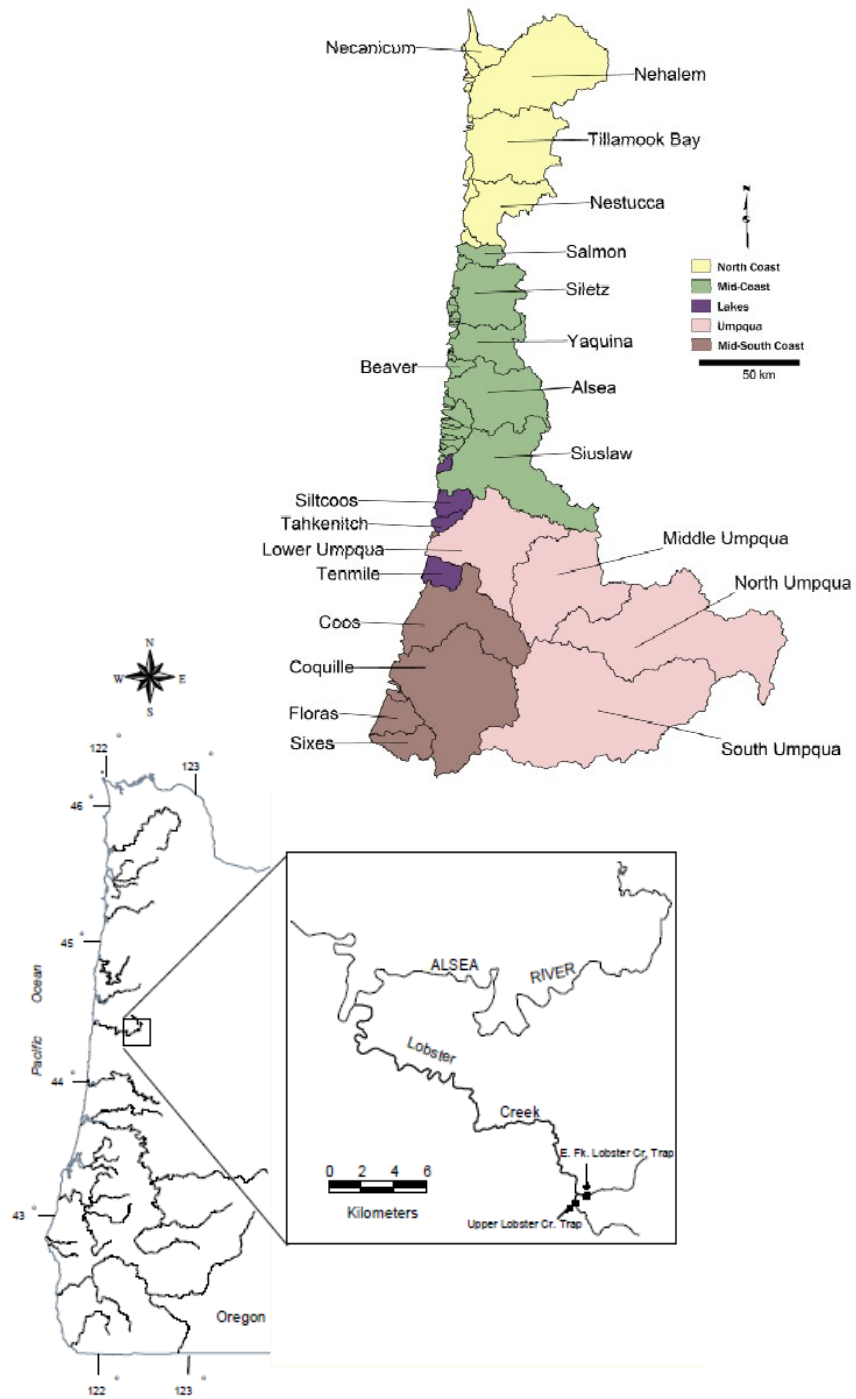 Necanicum
Nehalem
Tillamook Bay
Nestucca
Salmon
Siletz
Yaquina
Beaver
Alsea
Siuslaw
Siltcoos
Tahkenitch
Lower Umpqua
Tenmile
Middle Umpqua
North Umpqua
Coos
Coquille
Floras
Sixes
South Umpqua
N
S
North Coast
Mid-Coast
Lakes
Umpqua
Mid-South Coast
50 km
N
W E
S
122°
123°
46°
45°
44°
43°
Pacific Ocean
Oregon
122°
123°
ALSEA RIVER
Lobster Creek
E. Fk. Lobster Cr. Trap
Upper Lobster Cr. Trap
0 2 4 6
Kilometers